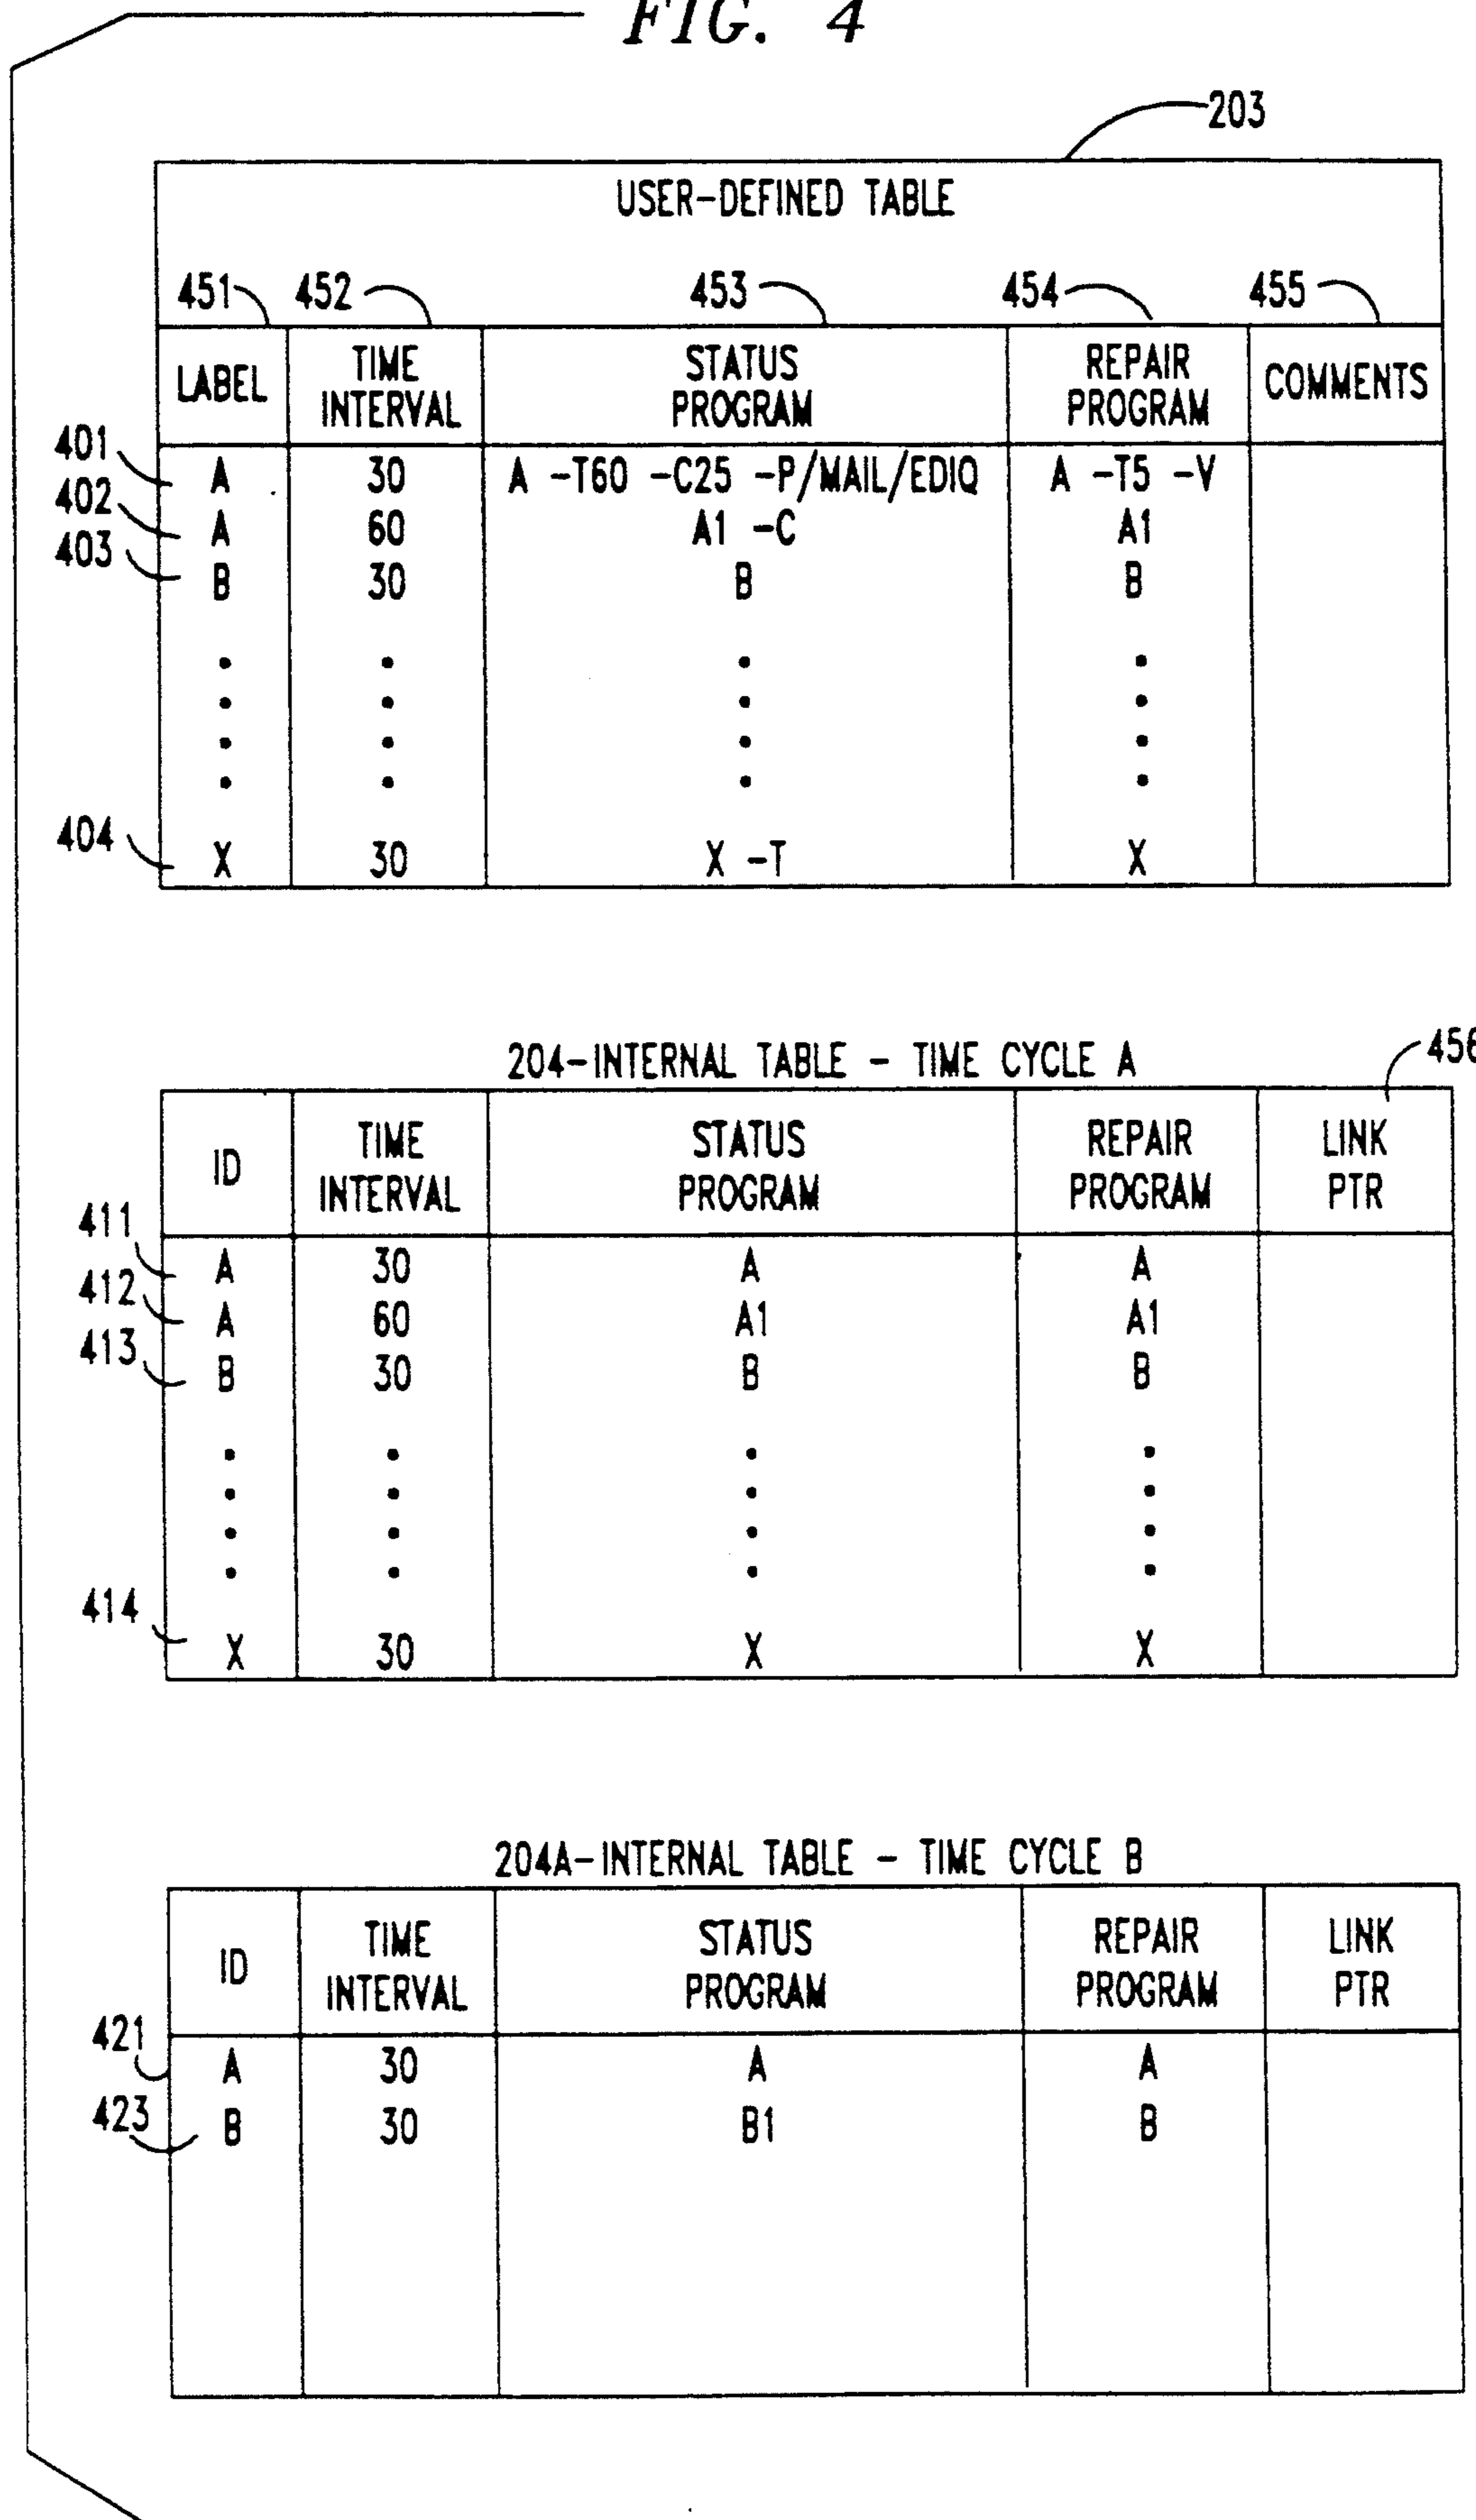 FIG. 4
203
USER-DEFINED TABLE
451 452 453 454 455
LABEL TIME INTERVAL STATUS PROGRAM REPAIR PROGRAM COMMENTS
401 A 30 A -T60 -C25 -P/MAIL/EDIQ A -T5 -V
402 A 60 A1 -C A1
403 B 30 B B
404 X 30 X -T X
204-INTERNAL TABLE - TIME CYCLE A
456
ID TIME INTERVAL STATUS PROGRAM REPAIR PROGRAM LINK PTR
411 A 30 A A
412 A 60 A1 A1
413 B 30 B B
414 X 30 X X
204A-INTERNAL TABLE - TIME CYCLE B
ID TIME INTERVAL STATUS PROGRAM REPAIR PROGRAM LINK PTR
421 A 30 A A
423 B 30 B1 B